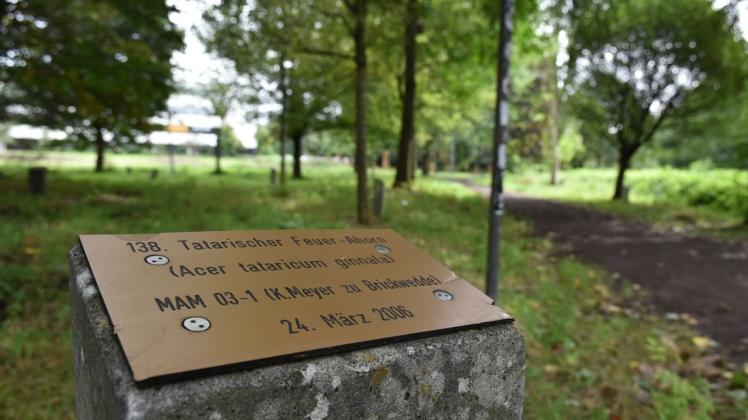 138. Tatarischer Feuer-Ahorn
(Acer tataricum ginnala)
MAM 03-1 (K.Meyer zu Brickwedde)
24. März 2006